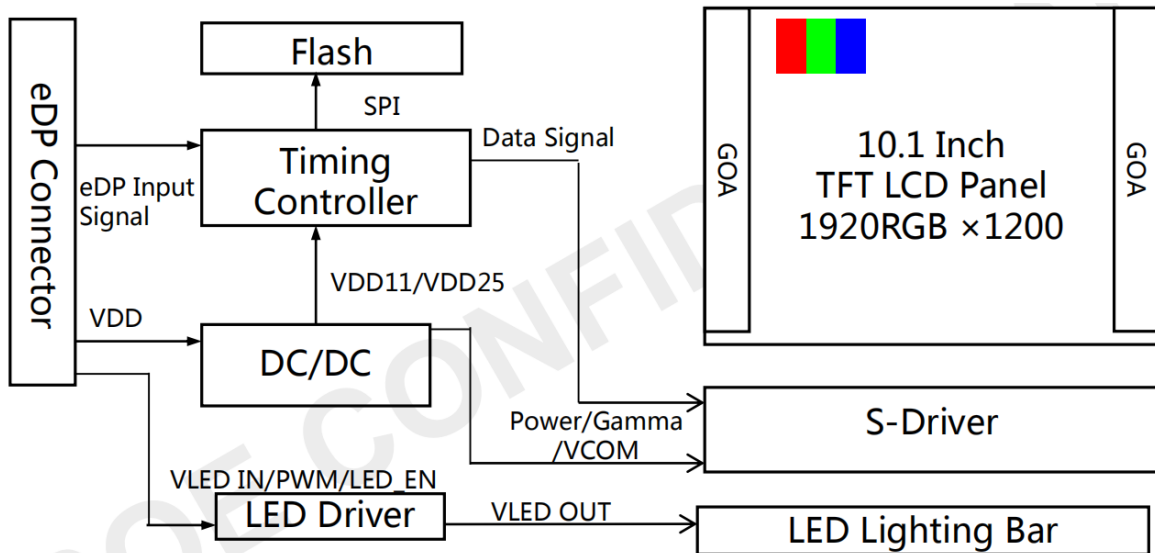 eDP Connector
Flash
SPI
Timing
Controller
eDP Input
Signal
Data Signal
VDD11/VDD25
VDD
DC/DC
Power/Gamma
/VCOM
VLED IN/PWM/LED_EN
LED Driver
VLED OUT
GOA
10.1 Inch
TFT LCD Panel
1920RGB ×1200
GOA
S-Driver
LED Lighting Bar
OE CONFID